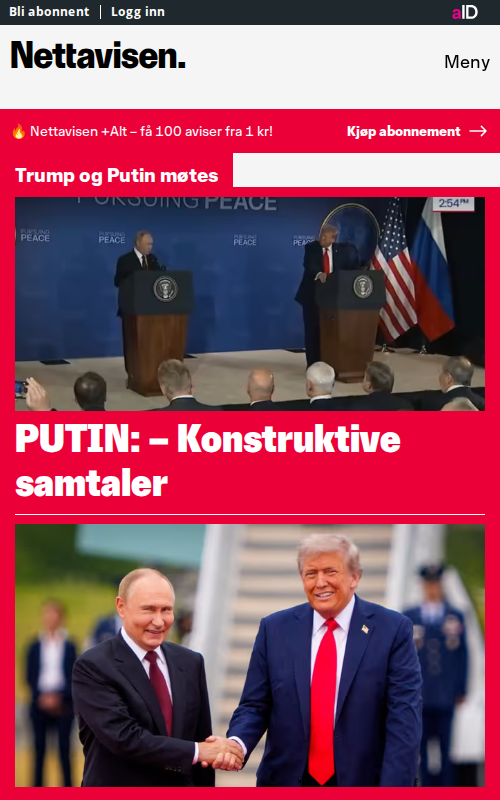 Bli abonnent | Logg inn
aID
Nettavisen.
Meny
🔥 Nettavisen +Alt – få 100 aviser fra 1 kr!
Kjøp abonnement →
Trump og Putin møtes
PURSUING PEACE
2:54 PM
PURSUING
PEACE
PURSUING
PEACE
PURSUING
PEACE
PUTIN: – Konstruktive
samtaler